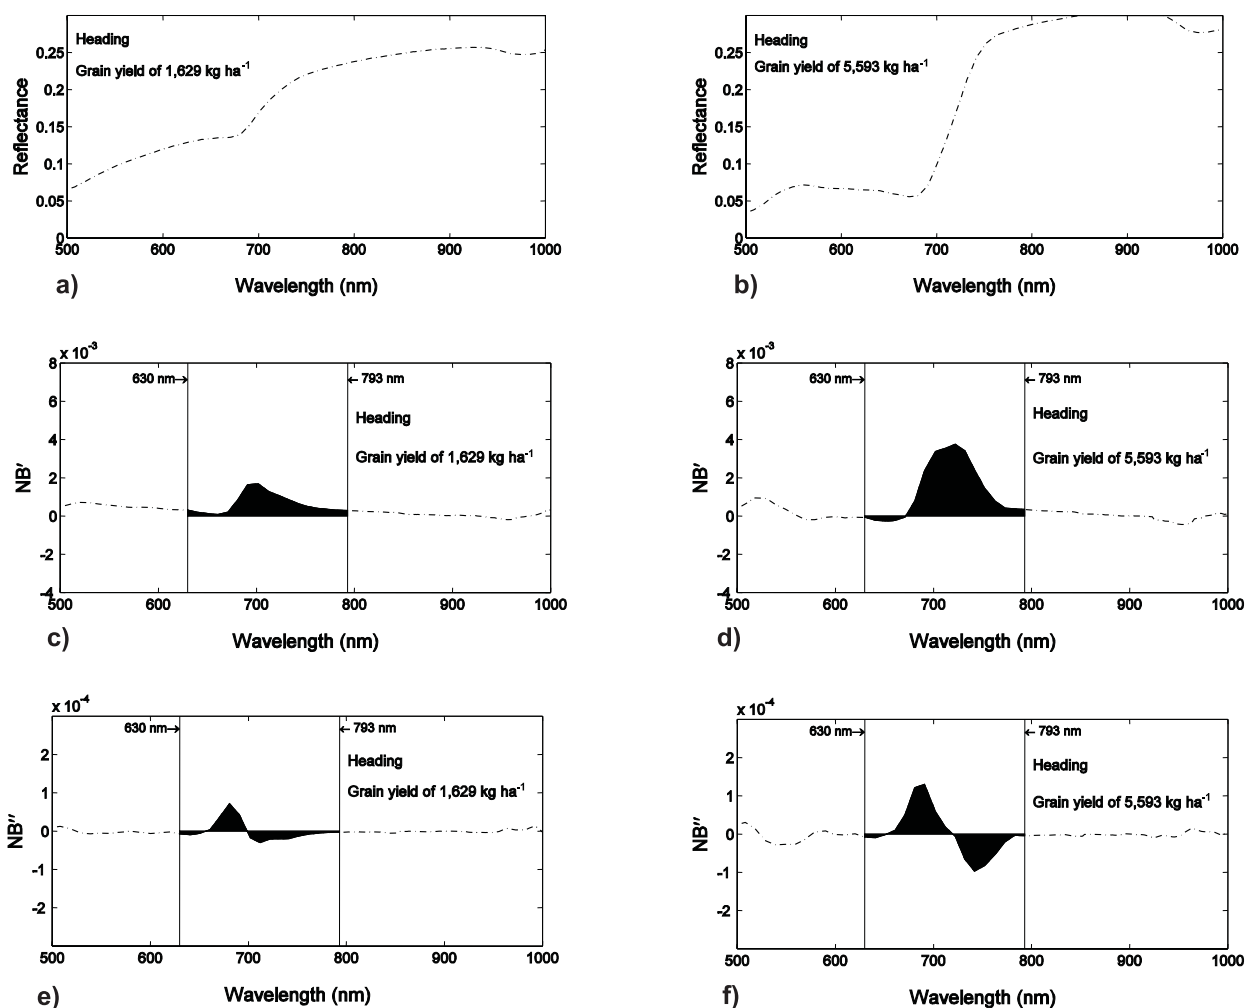 0.25
0.2
0.15
0.1
0.05
0
Reflectance
Heading
Grain yield of 1,629 kg ha-1
500 600 700 800 900 1000
a) Wavelength (nm)
0.25
0.2
0.15
0.1
0.05
0
Reflectance
Heading
Grain yield of 5,593 kg ha-1
500 600 700 800 900 1000
b) Wavelength (nm)
x 10-3
8
6
4
2
0
-2
-4
NB′
630 nm→
← 793 nm
Heading
Grain yield of 1,629 kg ha-1
500 600 700 800 900 1000
c) Wavelength (nm)
x 10-3
8
6
4
2
0
-2
-4
NB′
630 nm→
← 793 nm
Heading
Grain yield of 5,593 kg ha-1
500 600 700 800 900 1000
d) Wavelength (nm)
x 10-4
2
1
0
-1
-2
NB″
630 nm→
← 793 nm
Heading
Grain yield of 1,629 kg ha-1
500 600 700 800 900 1000
e) Wavelength (nm)
x 10-4
2
1
0
-1
-2
NB″
630 nm→
← 793 nm
Heading
Grain yield of 5,593 kg ha-1
500 600 700 800 900 1000
f) Wavelength (nm)